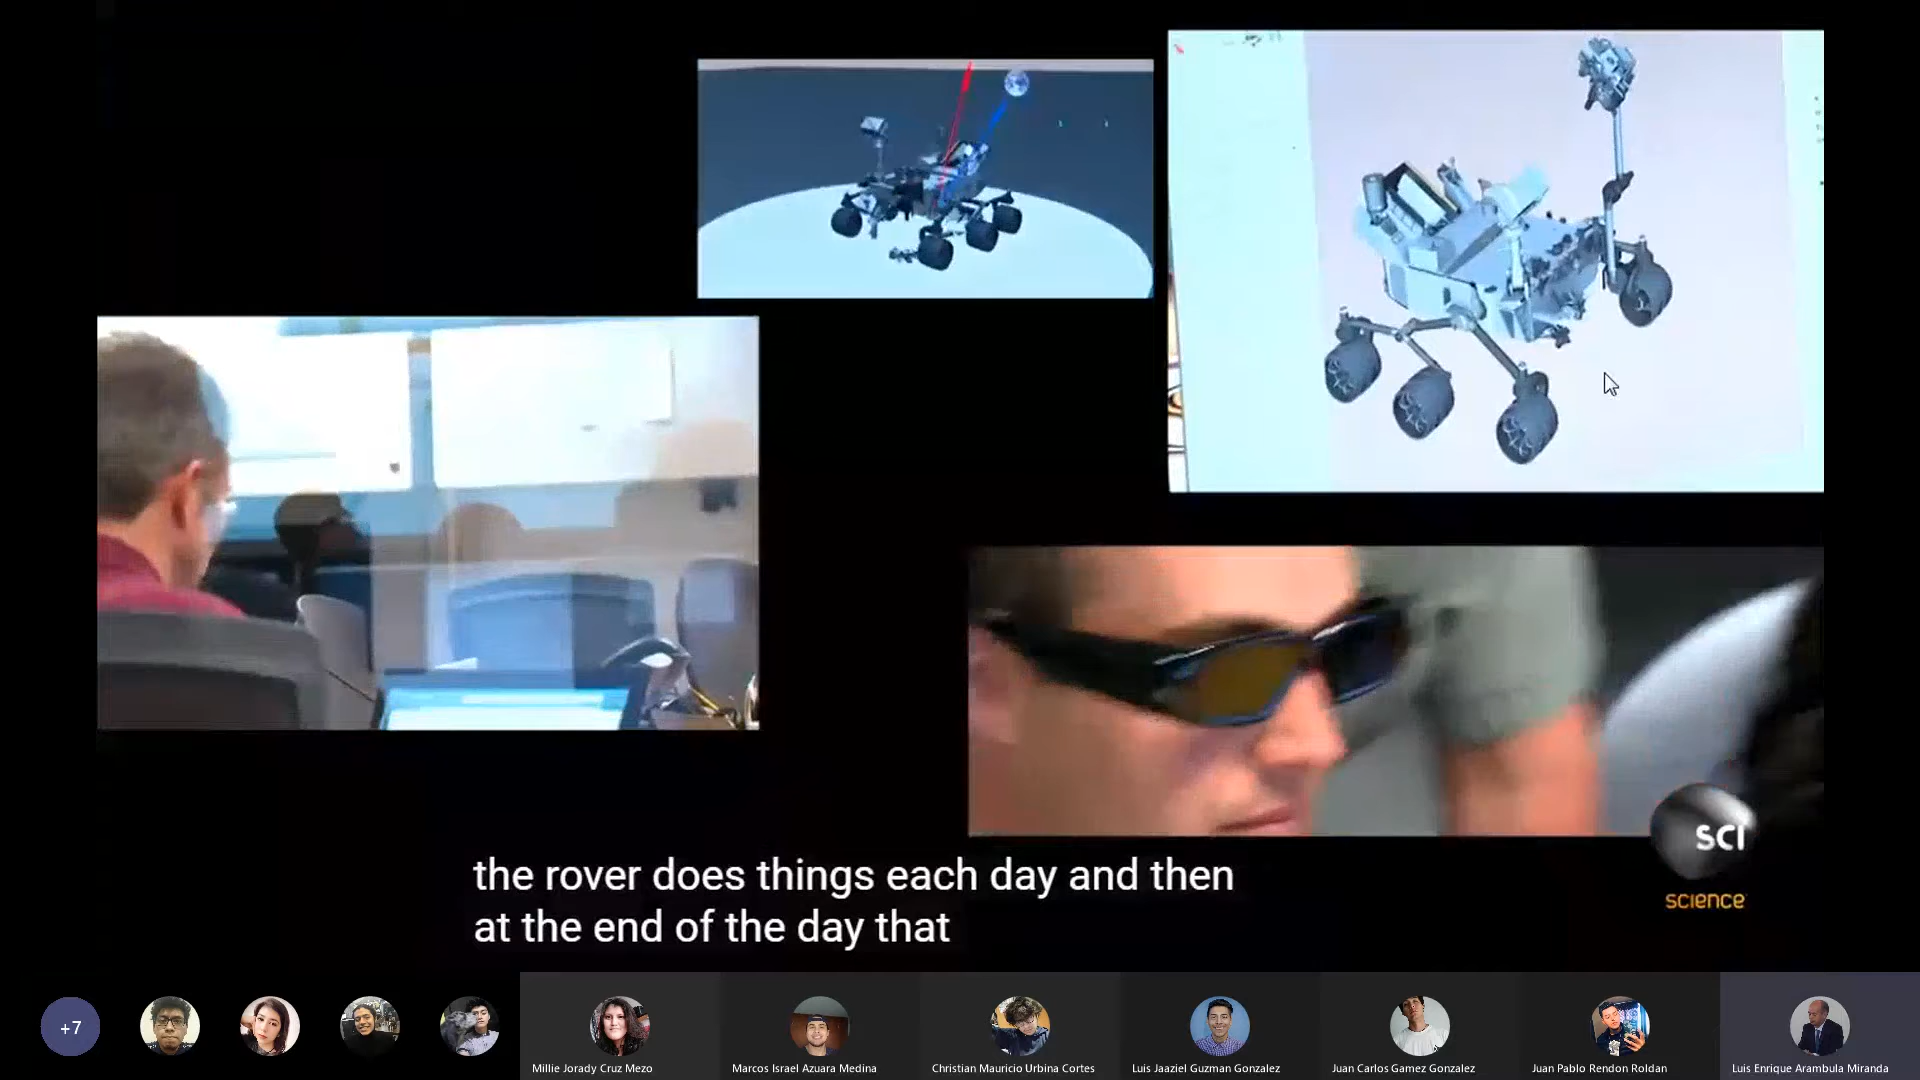 the rover does things each day and then
at the end of the day that
SCI
science
+7
Millie Jorady Cruz Mezo
Marcos Israel Azuara Medina
Christian Mauricio Urbina Cortes
Luis Jaaziel Guzman Gonzalez
Juan Carlos Gamez Gonzalez
Juan Pablo Rendon Roldan
Luis Enrique Arambula Miranda